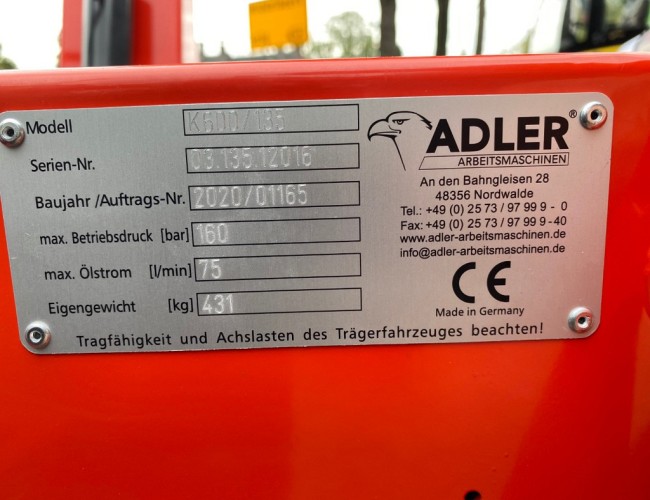 Modell K600/135
Serien-Nr. 03.135.12016
Baujahr /Auftrags-Nr. 2020/01165
max. Betriebsdruck [bar] 160
max. Ölstrom [l/min] 75
Eigengewicht [kg] 431
ADLER®
ARBEITSMASCHINEN
An den Bahngleisen 28
48356 Nordwalde
Tel.: +49 (0) 25 73/ 97 99 9 - 0
Fax: +49 (0) 25 73/ 97 99 9 -40
www.adler-arbeitsmaschinen.de
info@adler-arbeitsmaschinen.de
CE
Made in Germany
Tragfähigkeit und Achslasten des Trägerfahrzeuges beachten!